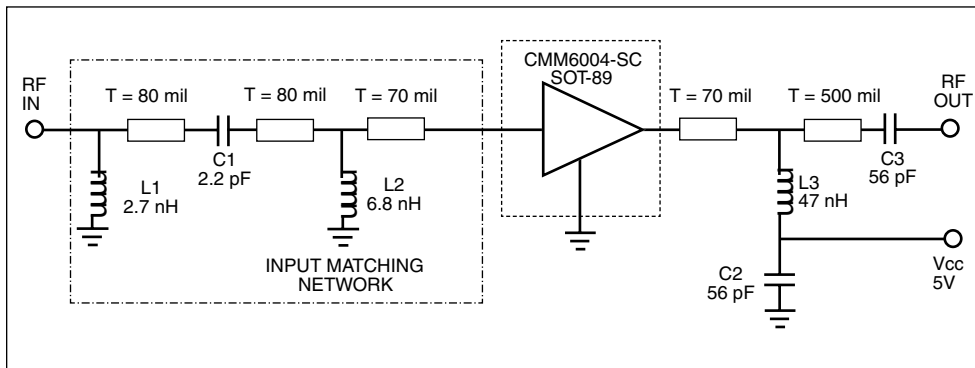 RF
IN
T = 80 mil
T = 80 mil
T = 70 mil
C1
2.2 pF
L1
2.7 nH
L2
6.8 nH
INPUT MATCHING
NETWORK
CMM6004-SC
SOT-89
T = 70 mil
T = 500 mil
RF
OUT
C3
56 pF
L3
47 nH
C2
56 pF
Vcc
5V